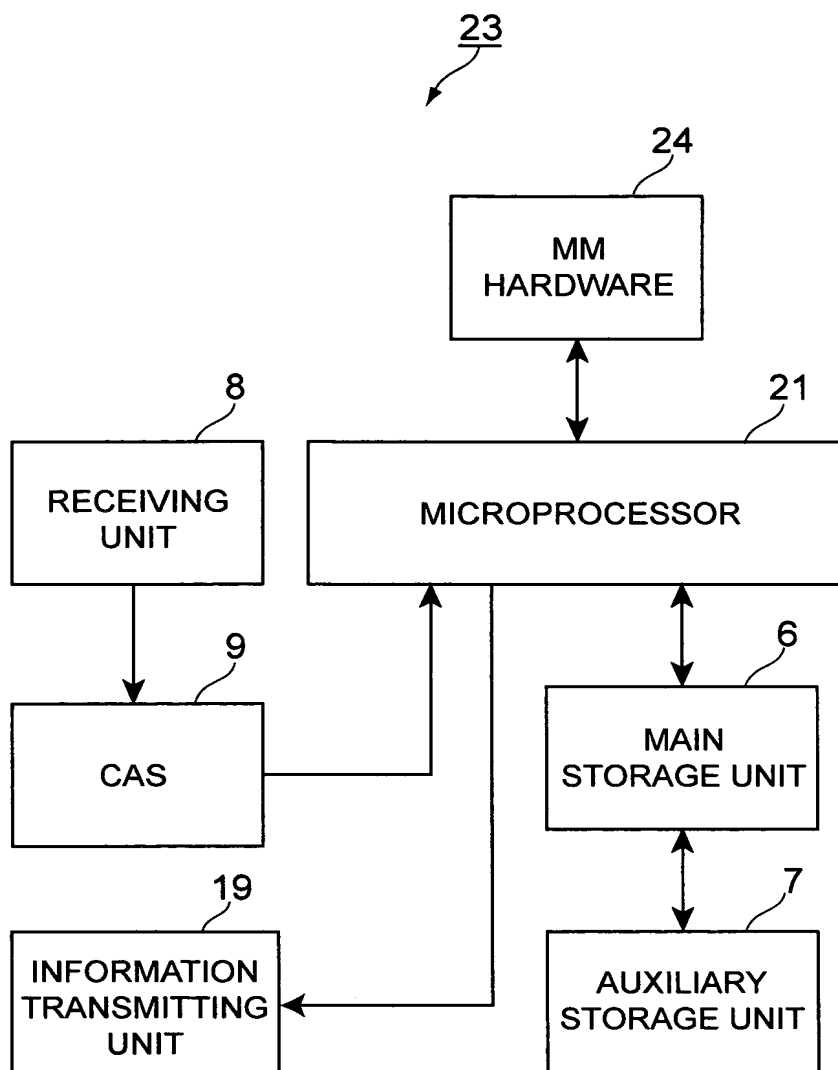 23
24
MM
HARDWARE
8
21
RECEIVING
UNIT
MICROPROCESSOR
9
6
CAS
MAIN
STORAGE UNIT
19
7
INFORMATION
TRANSMITTING
UNIT
AUXILIARY
STORAGE UNIT